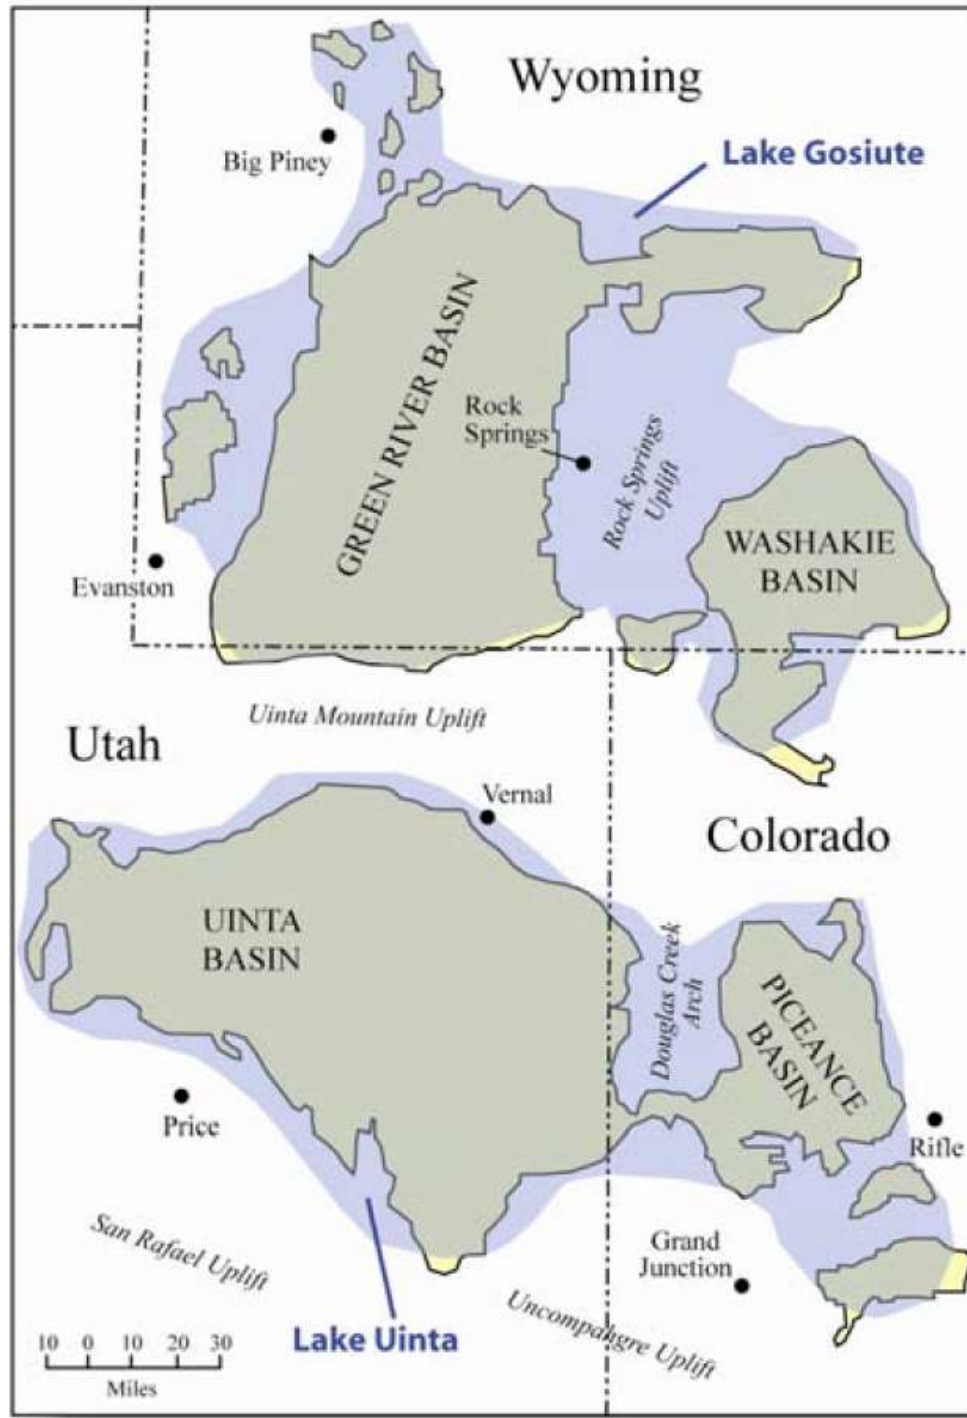 Wyoming
Lake Gosiute
Big Piney
GREEN RIVER BASIN
Rock
Springs
Rock Springs
Uplift
WASHAKIE
BASIN
Evanston
Uinta Mountain Uplift
Utah
Vernal
Colorado
UINTA
BASIN
Douglas Creek
Arch
PICEANCE
BASIN
Price
Rifle
San Rafael Uplift
Grand
Junction
Uncompahgre Uplift
Lake Uinta
10 0 10 20 30
Miles